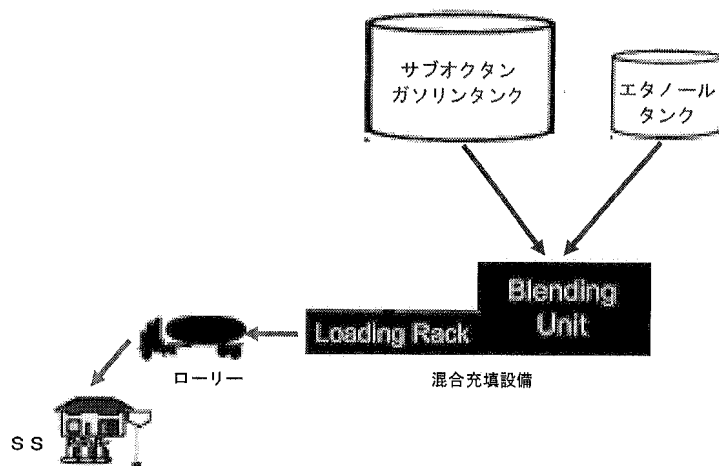 サブオクタン
ガソリンタンク
エタノール
タンク
Blending
Unit
Loading Rack
ローリー
混合充填設備
ＳＳ